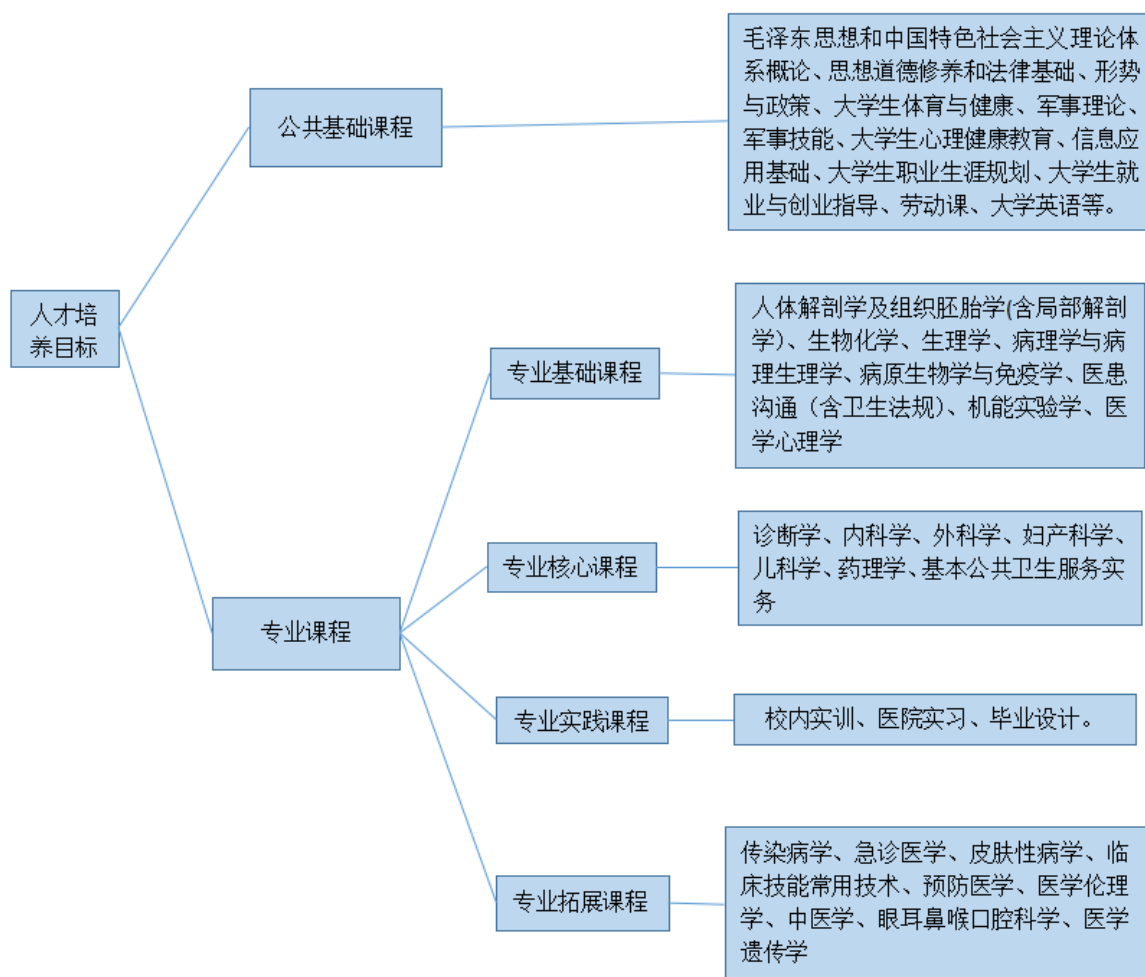 人才培
养目标
公共基础课程
毛泽东思想和中国特色社会主义理论体
系概论、思想道德修养和法律基础、形势
与政策、大学生体育与健康、军事理论、
军事技能、大学生心理健康教育、信息应
用基础、大学生职业生涯规划、大学生就
业与创业指导、劳动课、大学英语等。
专业课程
专业基础课程
人体解剖学及组织胚胎学(含局部解剖
学)、生物化学、生理学、病理学与病
理生理学、病原生物学与免疫学、医患
沟通（含卫生法规）、机能实验学、医
学心理学
专业核心课程
诊断学、内科学、外科学、妇产科学、
儿科学、药理学、基本公共卫生服务实
务
专业实践课程
校内实训、医院实习、毕业设计。
专业拓展课程
传染病学、急诊医学、皮肤性病学、临
床技能常用技术、预防医学、医学伦理
学、中医学、眼耳鼻喉口腔科学、医学
遗传学